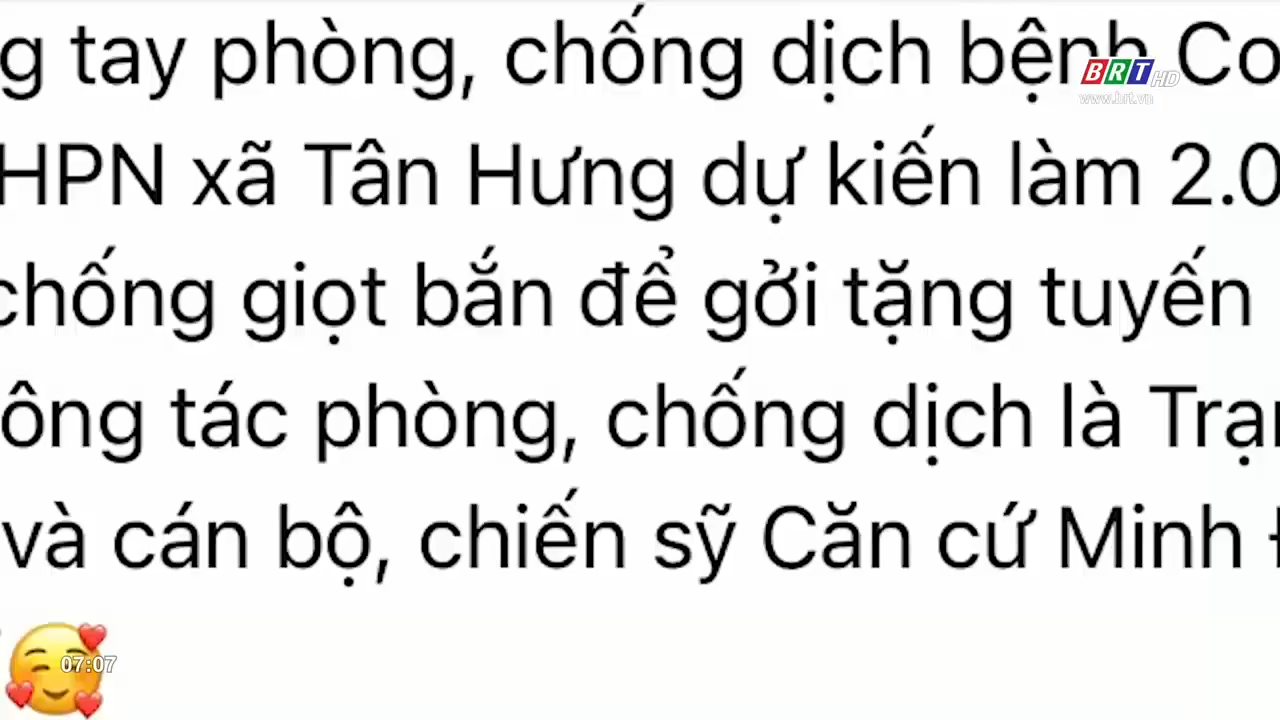 g tay phòng, chống dịch bệnh Co
HPN xã Tân Hưng dự kiến làm 2.0
chống giọt bắn để gởi tặng tuyến
ông tác phòng, chống dịch là Trạ
và cán bộ, chiến sỹ Căn cứ Minh
BRT HD
www.brt.vn
07:07